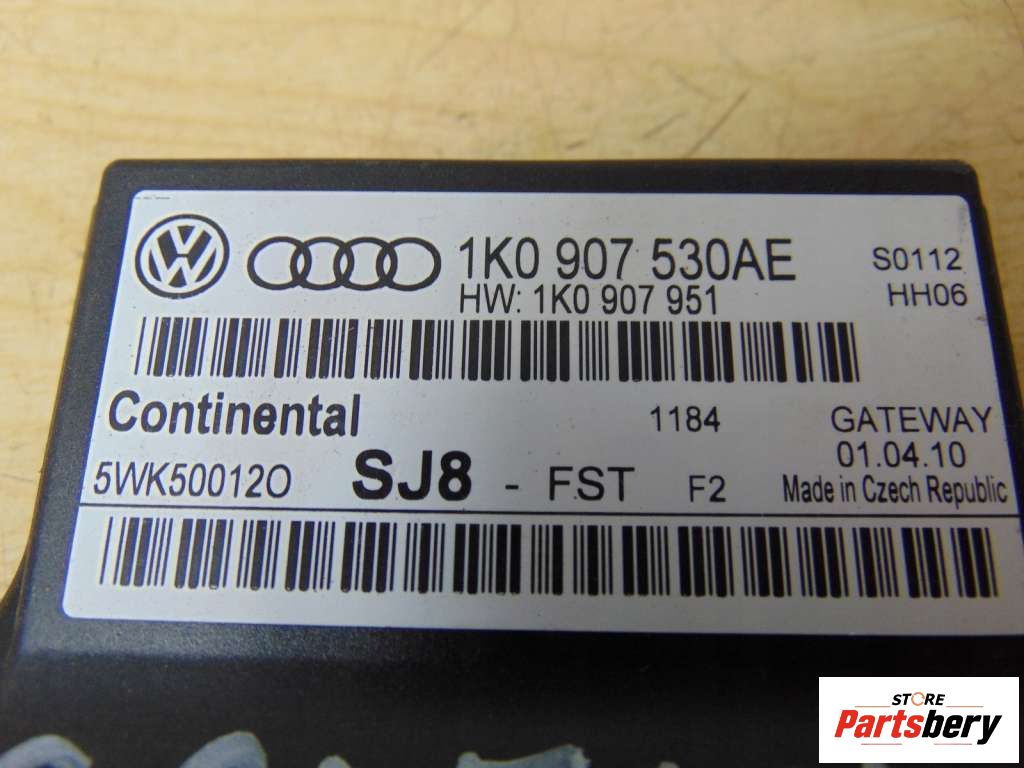 1K0 907 530AE S0112
HW: 1K0 907 951 HH06
Continental 1184 GATEWAY
01.04.10
5WK50012O SJ8 - F.ST F2 Made in Czech Republic
STORE
Partsbery